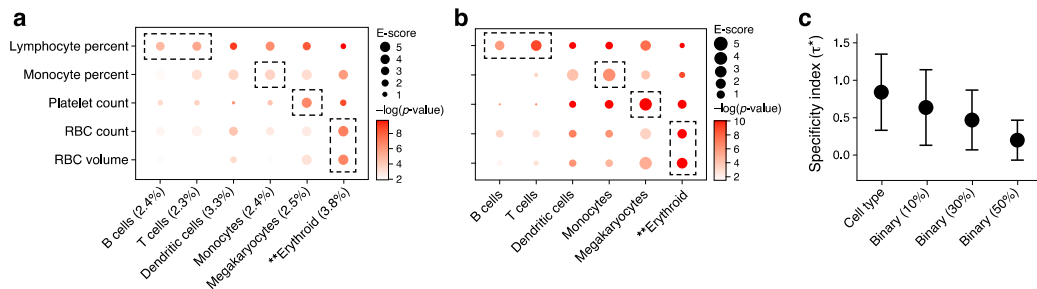 a
Lymphocyte percent
Monocyte percent
Platelet count
RBC count
RBC volume
B cells (2.4%)
T cells (2.3%)
Dendritic cells (3.3%)
Monocytes (2.4%)
Megakaryocytes (2.5%)
**Erythroid (3.8%)
E-score
5
4
3
2
1
−log(p-value)
8
6
4
2
b
B cells
T cells
Dendritic cells
Monocytes
Megakaryocytes
**Erythroid
E-score
5
4
3
2
1
−log(p-value)
10
8
6
4
2
c
Specificity index (τ*)
1.5
1.0
0.5
0.0
Cell type
Binary (10%)
Binary (30%)
Binary (50%)